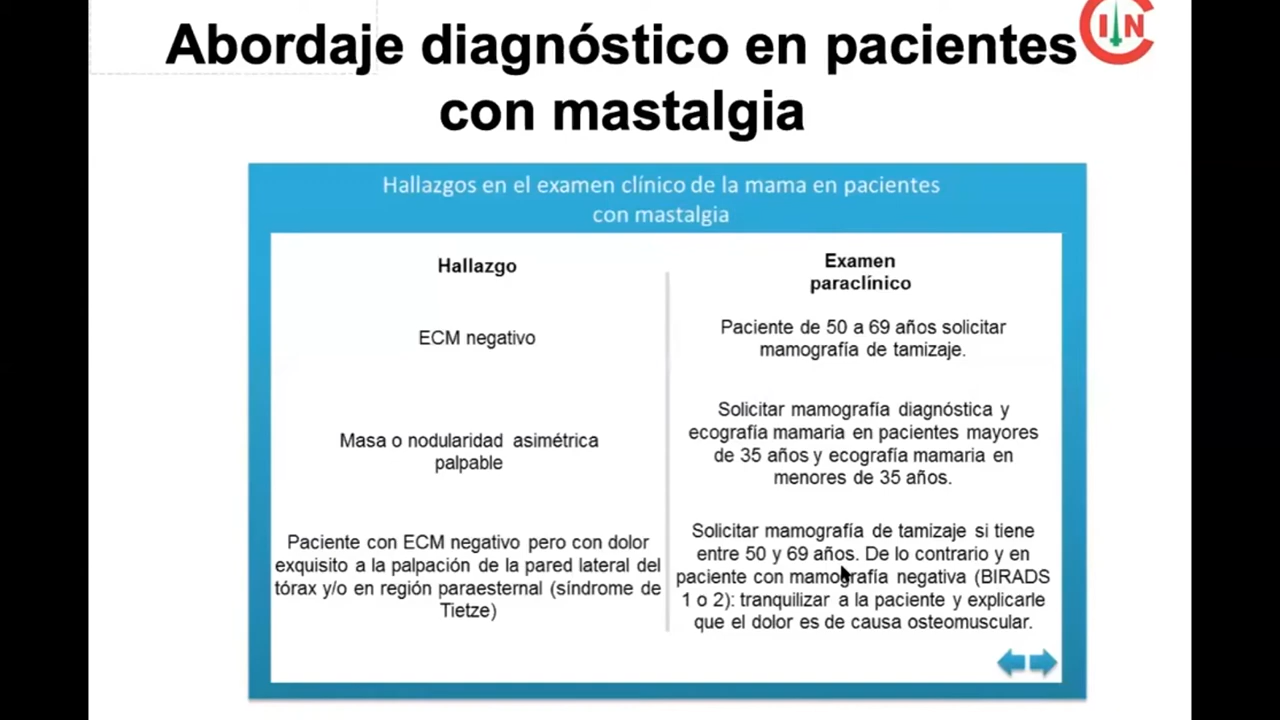 Abordaje diagnóstico en pacientes
con mastalgia
INC
Hallazgos en el examen clínico de la mama en pacientes
con mastalgia
Hallazgo
Examen
paraclínico
ECM negativo
Paciente de 50 a 69 años solicitar
mamografía de tamizaje.
Masa o nodularidad asimétrica
palpable
Solicitar mamografía diagnóstica y
ecografía mamaria en pacientes mayores
de 35 años y ecografía mamaria en
menores de 35 años.
Paciente con ECM negativo pero con dolor
exquisito a la palpación de la pared lateral del
tórax y/o en región paraesternal (síndrome de
Tietze)
Solicitar mamografía de tamizaje si tiene
entre 50 y 69 años. De lo contrario y en
paciente con mamografía negativa (BIRADS
1 o 2): tranquilizar a la paciente y explicarle
que el dolor es de causa osteomuscular.